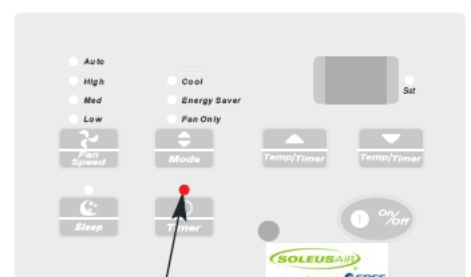 Auto
High
Med
Low
Cool
Energy Saver
Fan Only
Set
Fan
Speed
Mode
Temp/Timer
Temp/Timer
Sleep
Timer
On/Off
SOLEUSAIR
GREE